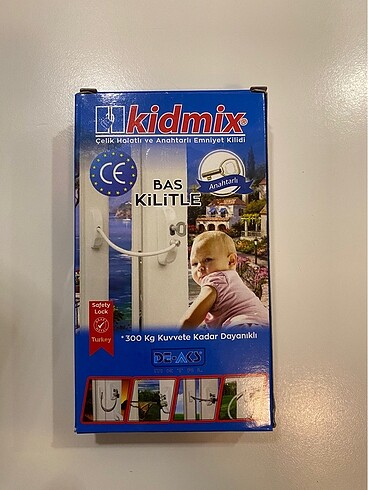 kidmix®
Çelik Halatlı ve Anahtarlı Emniyet Kilidi
CE
Anahtarlı
BAS
KİLİTLE
Safety
Lock
Turkey
*300 Kg Kuvvete Kadar Dayanıklı